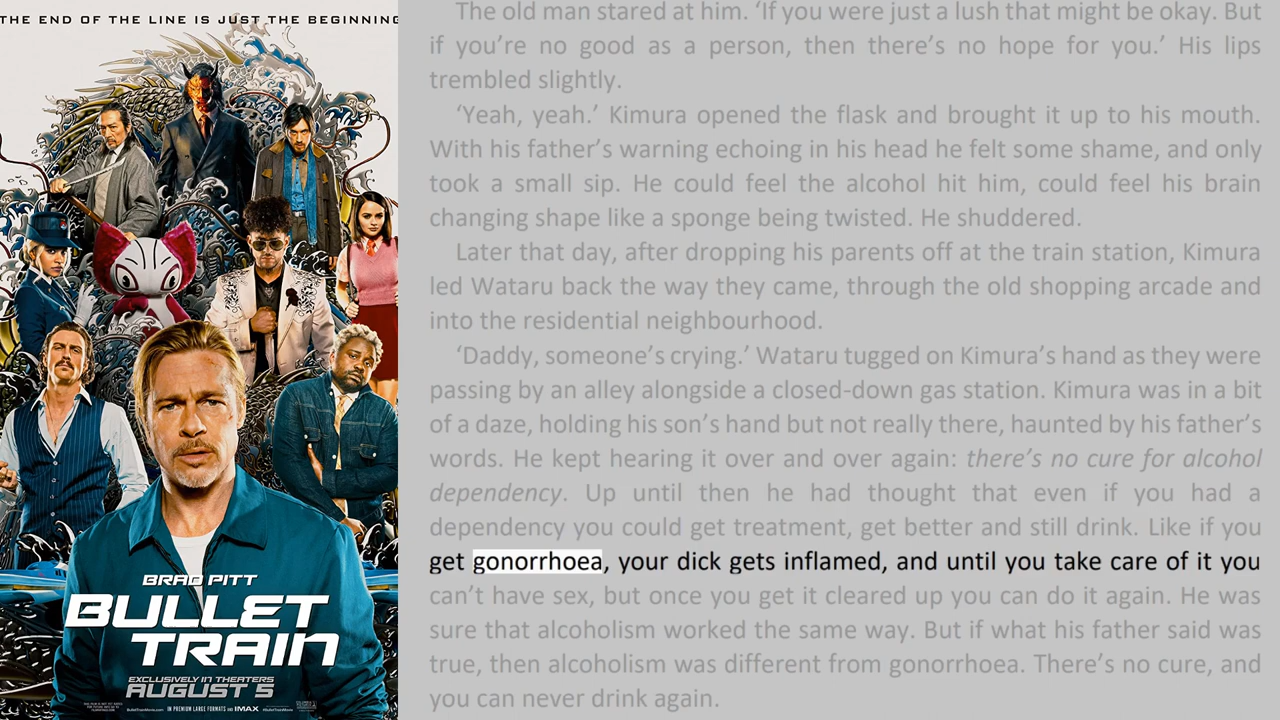 THE END OF THE LINE IS JUST THE BEGINNING
BRAD PITT
BULLET
TRAIN
EXCLUSIVELY IN THEATERS
AUGUST 5
IN PREMIUM LARGE FORMATS AND IMAX
The old man stared at him. ‘If you were just a lush that might be okay. But
if you’re no good as a person, then there’s no hope for you.’ His lips
trembled slightly.
‘Yeah, yeah.’ Kimura opened the flask and brought it up to his mouth.
With his father’s warning echoing in his head he felt some shame, and only
took a small sip. He could feel the alcohol hit him, could feel his brain
changing shape like a sponge being twisted. He shuddered.
Later that day, after dropping his parents off at the train station, Kimura
led Wataru back the way they came, through the old shopping arcade and
into the residential neighbourhood.
‘Daddy, someone’s crying.’ Wataru tugged on Kimura’s hand as they were
passing by an alley alongside a closed-down gas station. Kimura was in a bit
of a daze, holding his son’s hand but not really there, haunted by his father’s
words. He kept hearing it over and over again: there’s no cure for alcohol
dependency. Up until then he had thought that even if you had a
dependency you could get treatment, get better and still drink. Like if you
get gonorrhoea, your dick gets inflamed, and until you take care of it you
can’t have sex, but once you get it cleared up you can do it again. He was
sure that alcoholism worked the same way. But if what his father said was
true, then alcoholism was different from gonorrhoea. There’s no cure, and
you can never drink again.